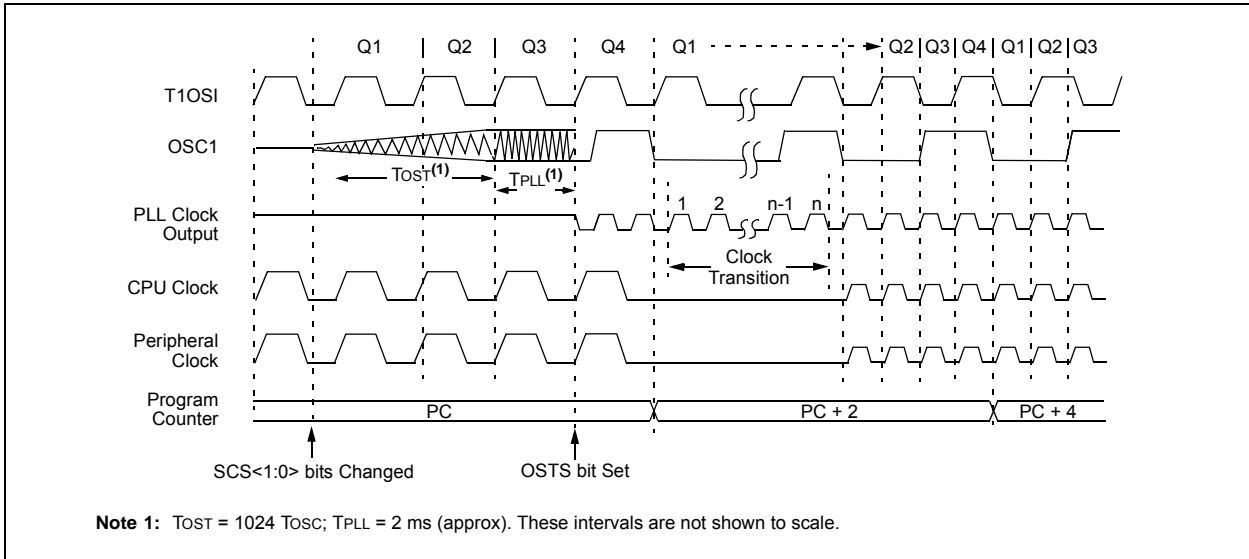 Q1 Q2 Q3 Q4 Q1 Q2 Q3 Q4 Q1 Q2 Q3
T1OSI
OSC1
TOST(1) TPLL(1)
1 2 n-1 n
PLL Clock
Output
Clock
Transition
CPU Clock
Peripheral
Clock
Program
Counter
PC PC + 2 PC + 4
SCS<1:0> bits Changed OSTS bit Set
Note 1: TOST = 1024 TOSC; TPLL = 2 ms (approx). These intervals are not shown to scale.